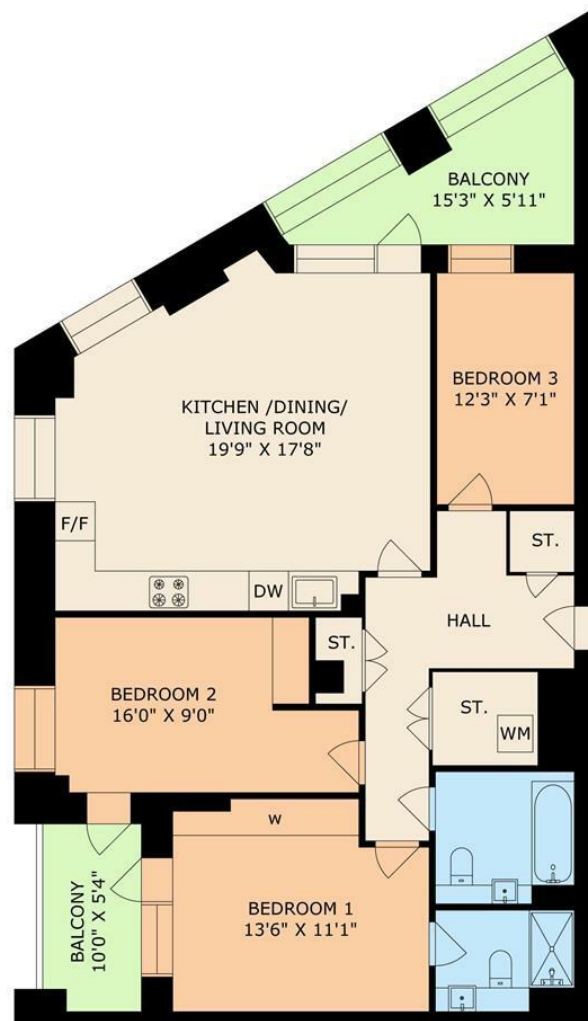 BALCONY
15'3" X 5'11"
BEDROOM 3
12'3" X 7'1"
KITCHEN /DINING/
LIVING ROOM
19'9" X 17'8"
F/F
DW
ST.
HALL
ST.
BEDROOM 2
16'0" X 9'0"
ST.
WM
W
BEDROOM 1
13'6" X 11'1"
BALCONY
10'0" X 5'4"